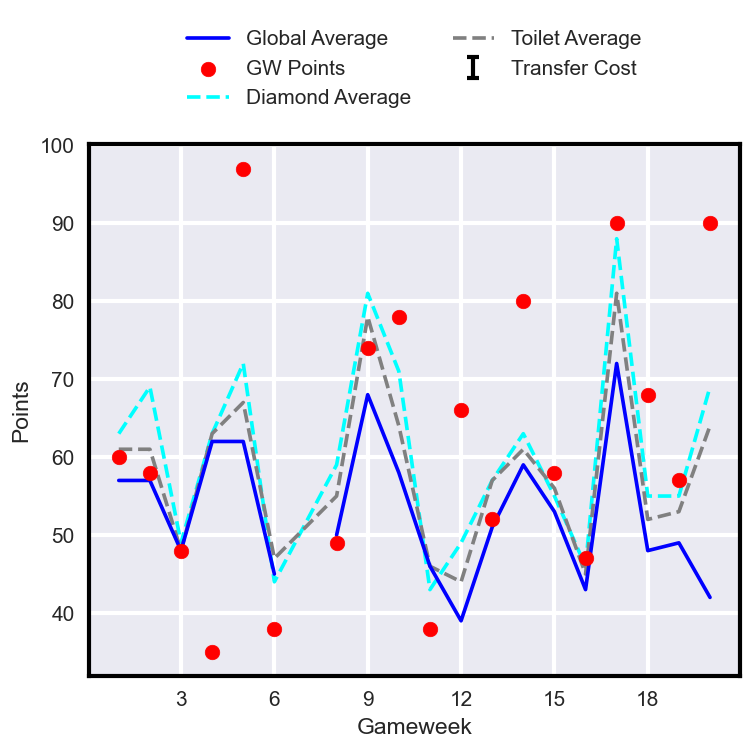 Global Average
GW Points
Diamond Average
Toilet Average
Transfer Cost
100
90
80
70
60
50
40
Points
3 6 9 12 15 18
Gameweek